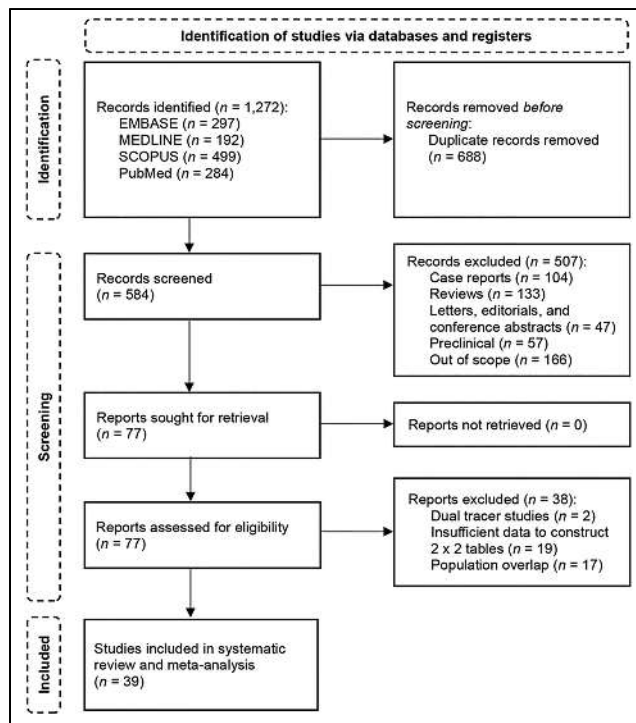 Identification of studies via databases and registers
Identification
Records identified (n = 1,272):
EMBASE (n = 297)
MEDLINE (n = 192)
SCOPUS (n = 499)
PubMed (n = 284)
Records removed before
screening:
Duplicate records removed
(n = 688)
Screening
Records screened
(n = 584)
Records excluded (n = 507):
Case reports (n = 104)
Reviews (n = 133)
Letters, editorials, and
conference abstracts (n = 47)
Preclinical (n = 57)
Out of scope (n = 166)
Reports sought for retrieval
(n = 77)
Reports not retrieved (n = 0)
Reports assessed for eligibility
(n = 77)
Reports excluded (n = 38):
Dual tracer studies (n = 2)
Insufficient data to construct
2 x 2 tables (n = 19)
Population overlap (n = 17)
Included
Studies included in systematic
review and meta-analysis
(n = 39)